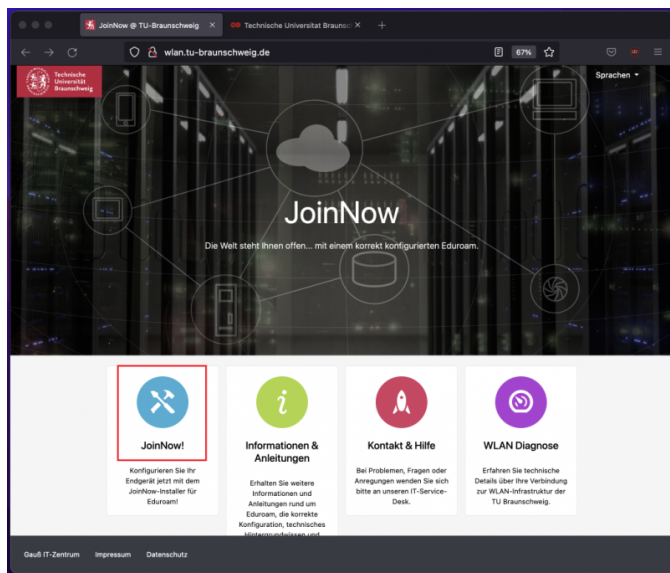 JoinNow @ TU-Braunschweig
Technische Universitat Braunsc
wlan.tu-braunschweig.de
67%
Technische
Universität
Braunschweig
Sprachen
JoinNow
Die Welt steht Ihnen offen... mit einem korrekt konfigurierten Eduroam.
JoinNow!
Konfigurieren Sie Ihr
Endgerät jetzt mit dem
JoinNow-Installer für
Eduroam!
Informationen &
Anleitungen
Erhalten Sie weitere
Informationen und
Anleitungen rund um
Eduroam, die korrekte
Konfiguration, technisches
Hintergrundwissen und
Kontakt & Hilfe
Bei Problemen, Fragen oder
Anregungen wenden Sie sich
bitte an unseren IT-Service-
Desk.
WLAN Diagnose
Erfahren Sie technische
Details über Ihre Verbindung
zur WLAN-Infrastruktur der
TU Braunschweig.
Gauß IT-Zentrum
Impressum
Datenschutz